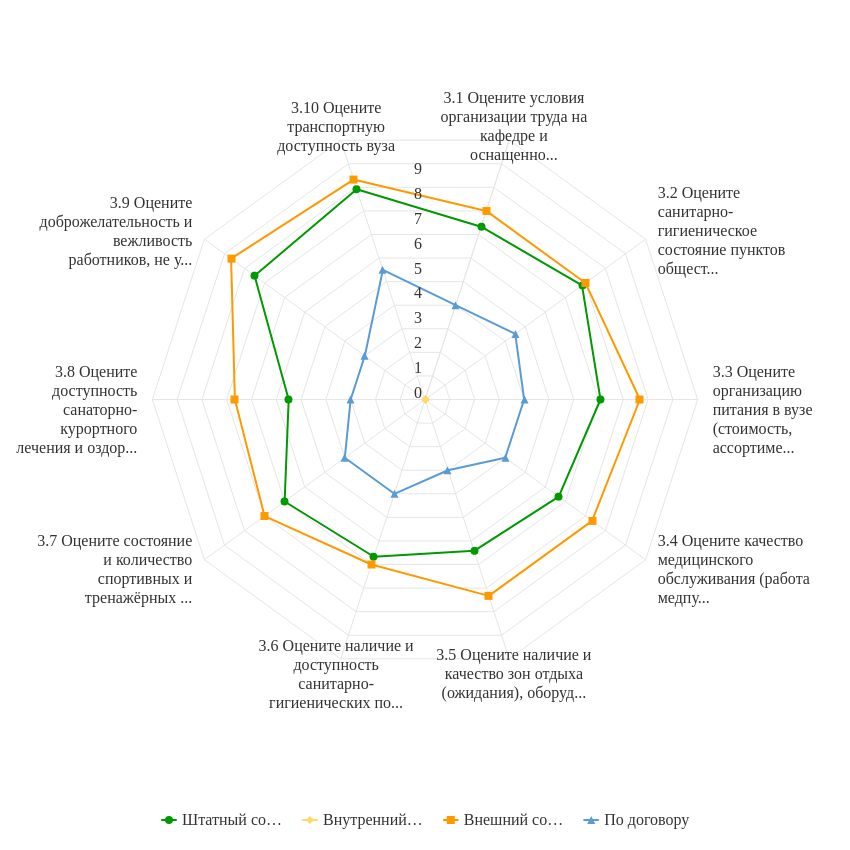 3.10 Оцените
транспортную
доступность вуза
3.1 Оцените условия
организации труда на
кафедре и
оснащенно...
3.9 Оцените
доброжелательность и
вежливость
работников, не у...
3.2 Оцените
санитарно-
гигиеническое
состояние пунктов
общест...
9
8
7
6
5
4
3
2
1
0
3.8 Оцените
доступность
санаторно-
курортного
лечения и оздор...
3.3 Оцените
организацию
питания в вузе
(стоимость,
ассортиме...
3.7 Оцените состояние
и количество
спортивных и
тренажёрных ...
3.4 Оцените качество
медицинского
обслуживания (работа
медпу...
3.6 Оцените наличие и
доступность
санитарно-
гигиенических по...
3.5 Оцените наличие и
качество зон отдыха
(ожидания), оборуд...
Штатный со… Внутренний… Внешний со… По договору